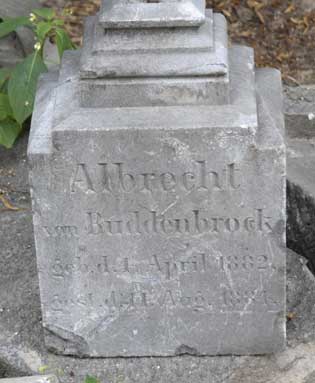 Albrecht
von Buddenbrock
geb. d. 1. April 1882.
gest. d. 11. Aug. 1884.